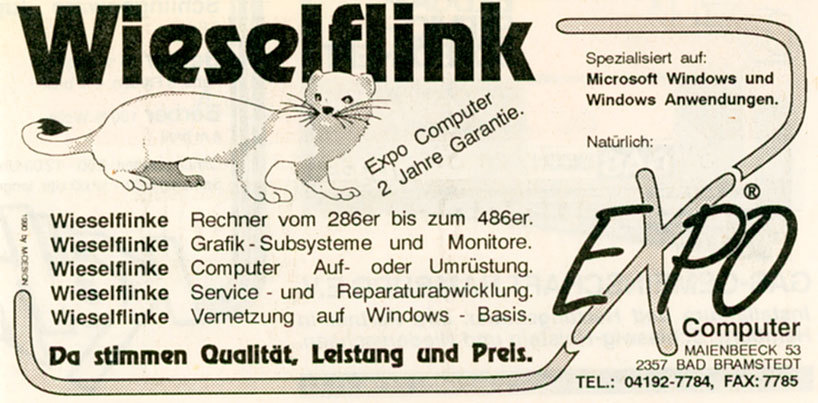 Wieselflink
Expo Computer
2 Jahre Garantie.
Wieselflinke Rechner vom 286er bis zum 486er.
Wieselflinke Grafik - Subsysteme und Monitore.
Wieselflinke Computer Auf- oder Umrüstung.
Wieselflinke Service - und Reparaturabwicklung.
Wieselflinke Vernetzung auf Windows - Basis.
Da stimmen Qualität, Leistung und Preis.
Spezialisiert auf:
Microsoft Windows und
Windows Anwendungen.
Natürlich:
EXPO®
Computer
MAIENBEECK 53
2357 BAD BRAMSTEDT
TEL.: 04192-7784, FAX: 7785
1990 by M-DESIGN